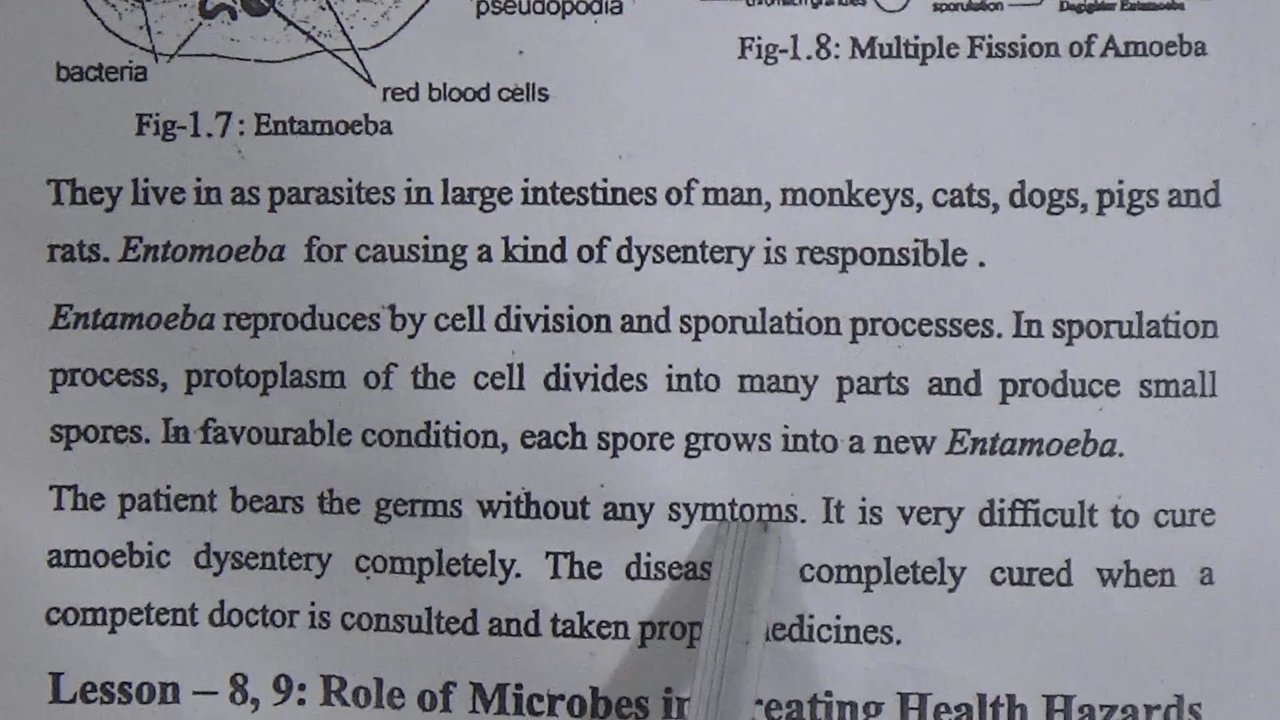 pseudopodia
sporulation
bacteria
red blood cells
Fig-1.7: Entamoeba
Fig-1.8: Multiple Fission of Amoeba
They live in as parasites in large intestines of man, monkeys, cats, dogs, pigs and
rats. Entomoeba for causing a kind of dysentery is responsible .
Entamoeba reproduces by cell division and sporulation processes. In sporulation
process, protoplasm of the cell divides into many parts and produce small
spores. In favourable condition, each spore grows into a new Entamoeba.
The patient bears the germs without any symtoms. It is very difficult to cure
amoebic dysentery completely. The completely cured when a
competent doctor is consulted and taken
Lesson – 8, 9: Role of Microbes Health Hazards